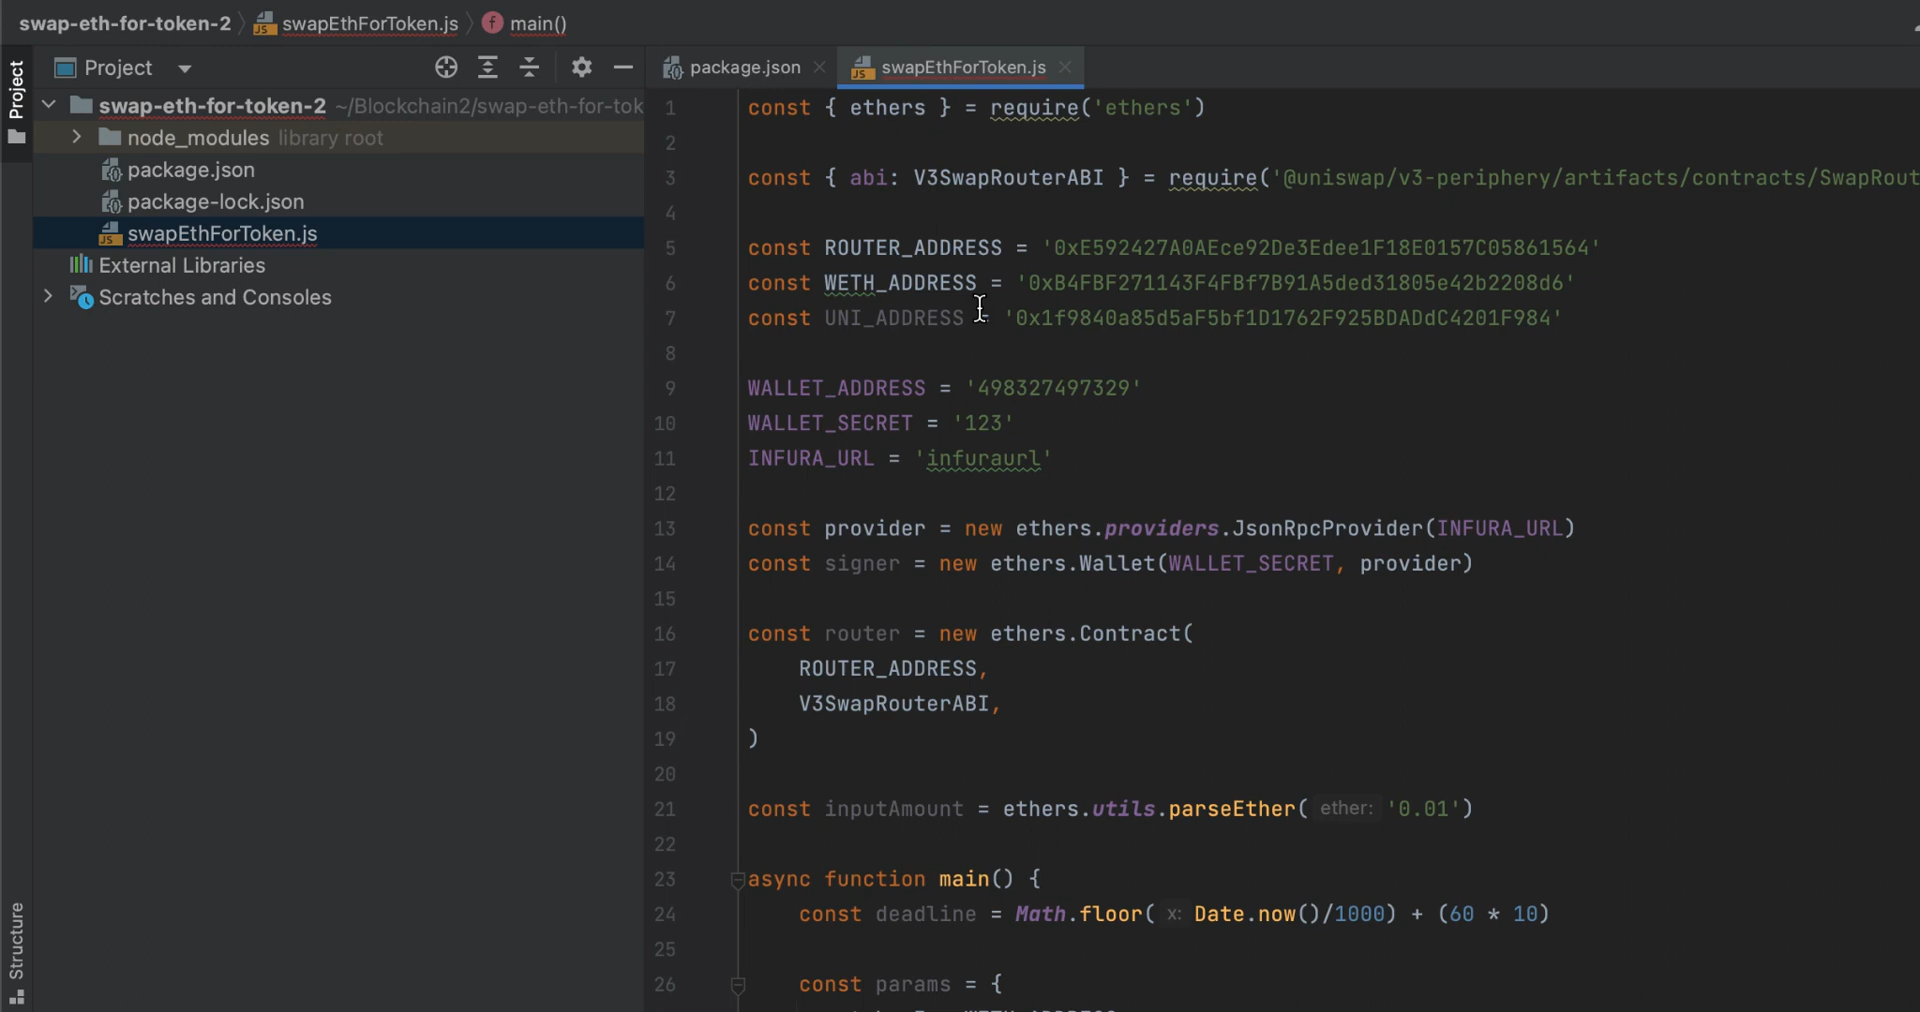 swap-eth-for-token-2 swapEthForToken.js main()
Project
Project
package.json
swapEthForToken.js
swap-eth-for-token-2 ~/Blockchain2/swap-eth-for-tok
node_modules library root
package.json
package-lock.json
swapEthForToken.js
External Libraries
Scratches and Consoles
Structure
1 const { ethers } = require('ethers')
2
3 const { abi: V3SwapRouterABI } = require('@uniswap/v3-periphery/artifacts/contracts/SwapRout
4
5 const ROUTER_ADDRESS = '0xE592427A0AEce92De3Edee1F18E0157C05861564'
6 const WETH_ADDRESS = '0xB4FBF271143F4FBf7B91A5ded31805e42b2208d6'
7 const UNI_ADDRESS = '0x1f9840a85d5aF5bf1D1762F925BDADdC4201F984'
8
9 WALLET_ADDRESS = '498327497329'
10 WALLET_SECRET = '123'
11 INFURA_URL = 'infuraurl'
12
13 const provider = new ethers.providers.JsonRpcProvider(INFURA_URL)
14 const signer = new ethers.Wallet(WALLET_SECRET, provider)
15
16 const router = new ethers.Contract(
17 ROUTER_ADDRESS,
18 V3SwapRouterABI,
19 )
20
21 const inputAmount = ethers.utils.parseEther( ether: '0.01')
22
23 async function main() {
24 const deadline = Math.floor( x: Date.now()/1000) + (60 * 10)
25
26 const params = {